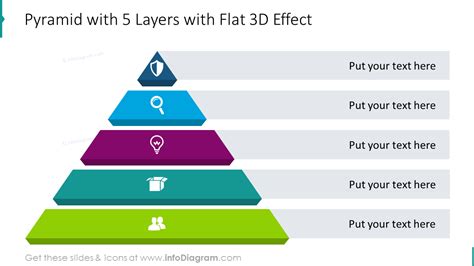 Pyramid with 5 Layers with Flat 3D Effect
Put your text here
Put your text here
Put your text here
Put your text here
Put your text here
Get these slides & icons at www.infoDiagram.com